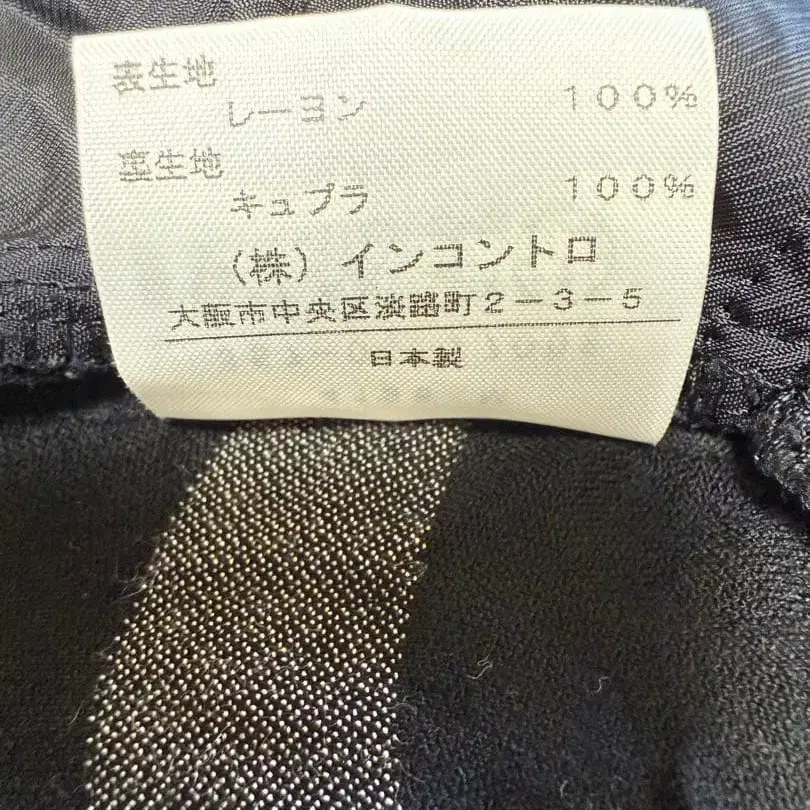 表生地
レーヨン 100%
裏生地
キュプラ 100%
(株) インコントロ
大阪市中央区淡路町2-3-5
日本製